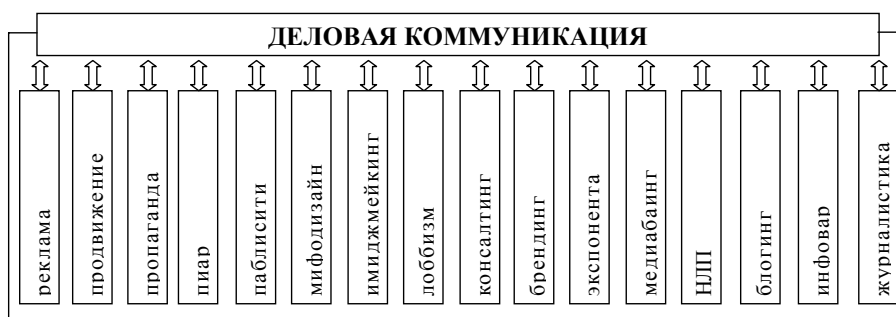 ДЕЛОВАЯ КОММУНИКАЦИЯ
реклама
продвижение
пропаганда
пиар
паблисити
мифодизайн
имиджмейкинг
лоббизм
консалтинг
брендинг
экспонента
медиабаинг
НЛП
блогинг
инфовар
журналистика